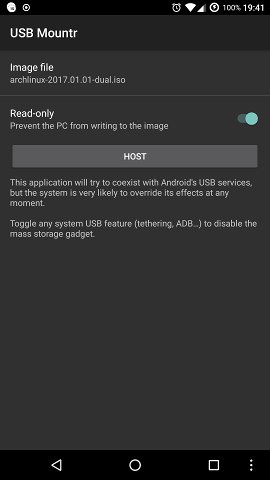 100% 19:41
USB Mountr
Image file
archlinux-2017.01.01-dual.iso
Read-only
Prevent the PC from writing to the image
HOST
This application will try to coexist with Android's USB services,
but the system is very likely to override its effects at any
moment.
Toggle any system USB feature (tethering, ADB...) to disable the
mass storage gadget.